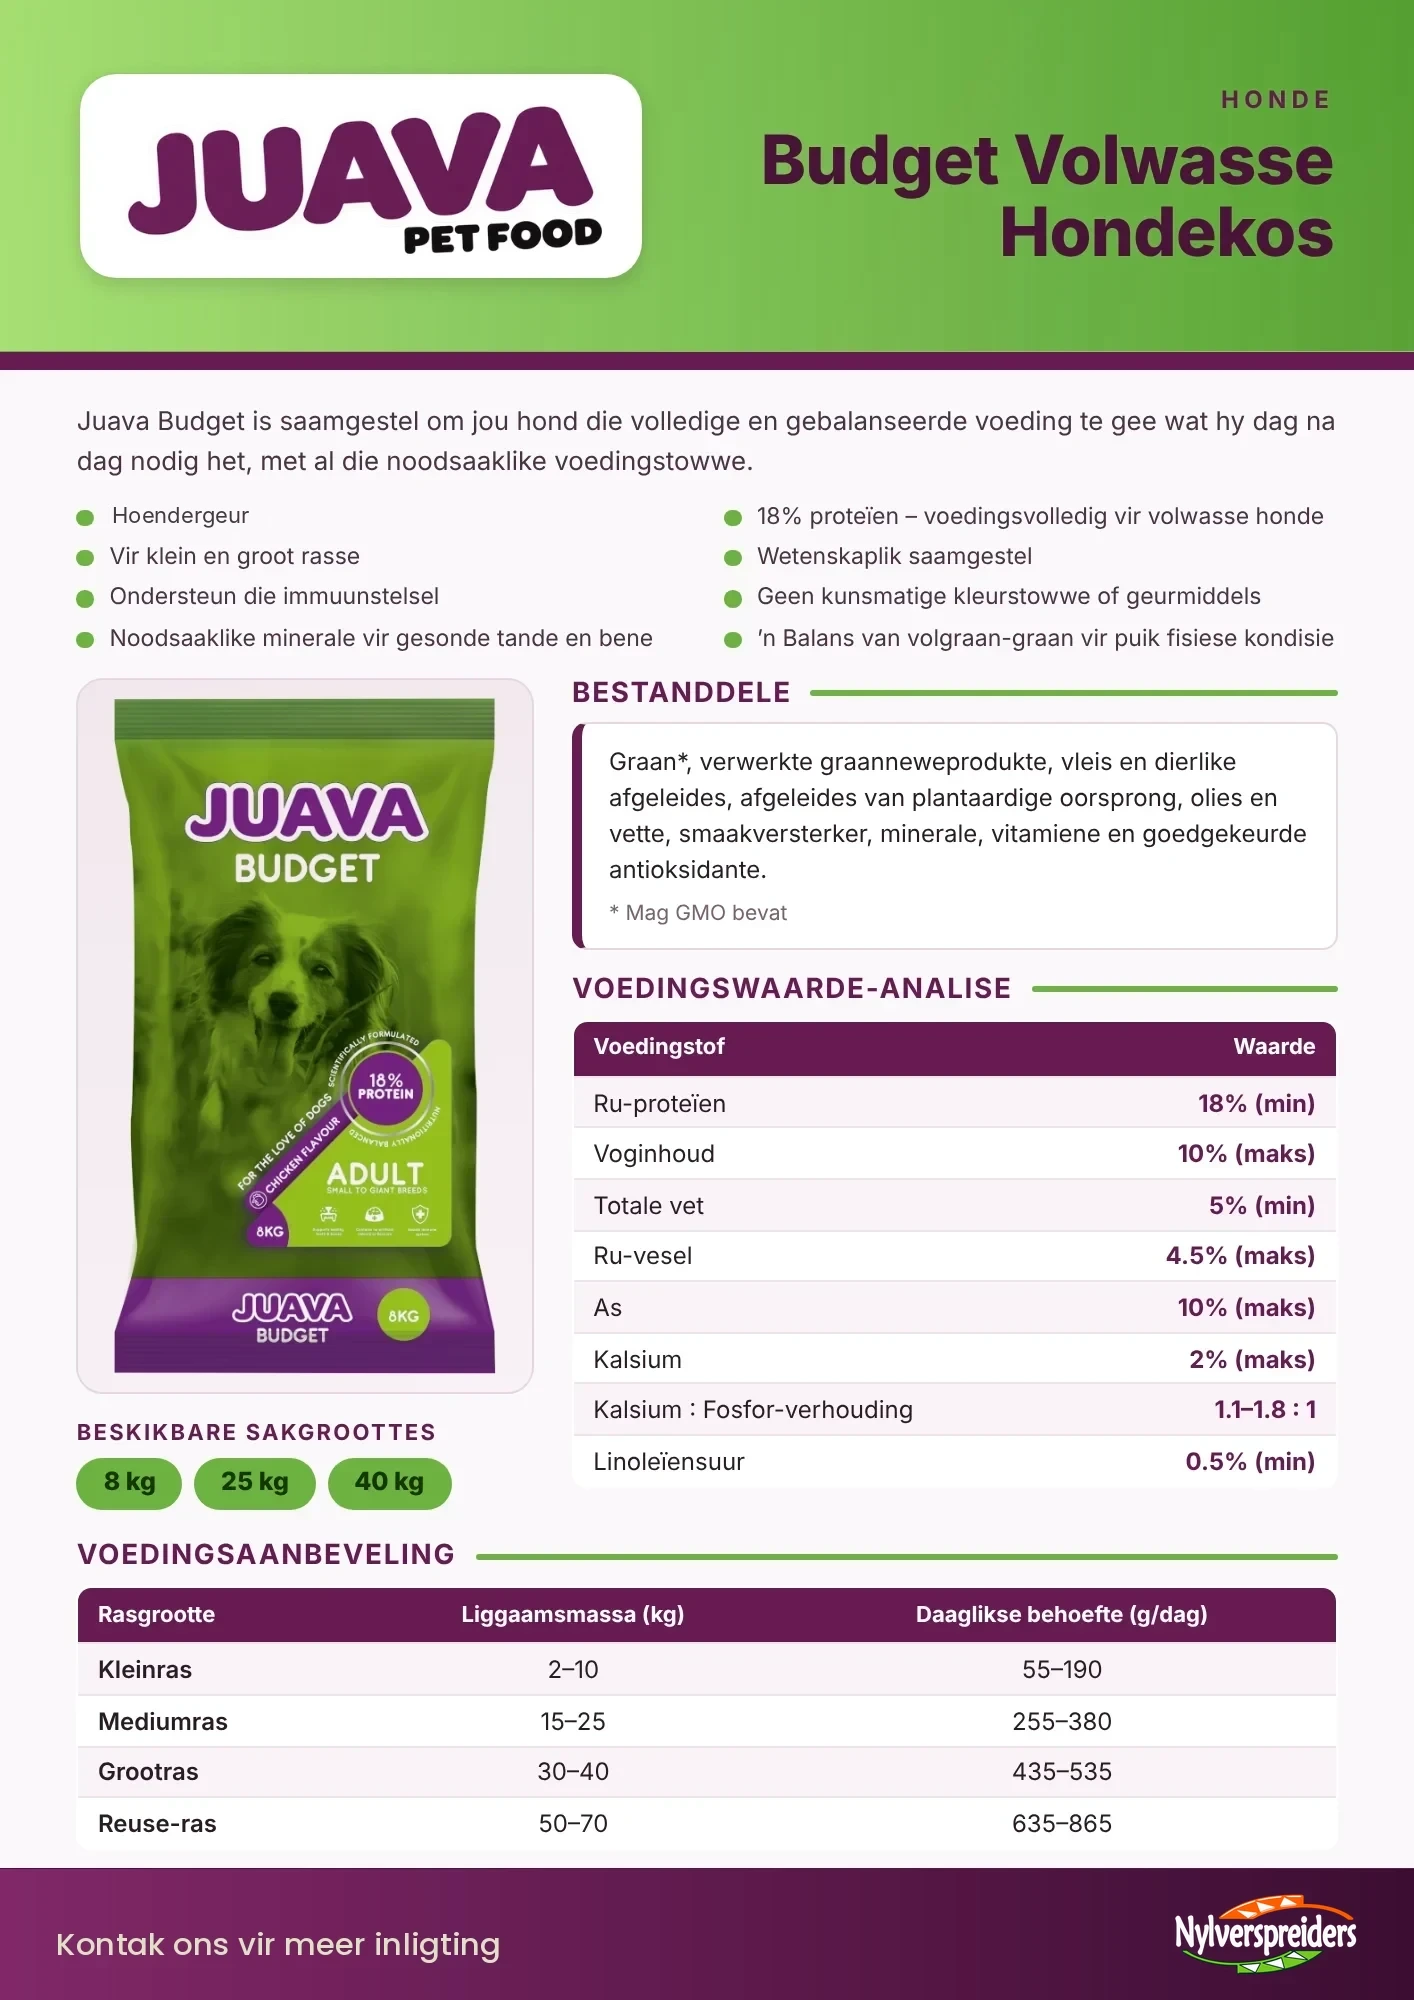 JUAVA
PET FOOD
HONDE
Budget Volwasse
Hondekos
Juava Budget is saamgestel om jou hond die volledige en gebalanseerde voeding te gee wat hy dag na
dag nodig het, met al die noodsaaklike voedingstowwe.
Hoendergeur
Vir klein en groot rasse
Ondersteun die immuunstelsel
Noodsaaklike minerale vir gesonde tande en bene
18% proteïen – voedingsvolledig vir volwasse honde
Wetenskaplik saamgestel
Geen kunsmatige kleurstowwe of geurmiddels
’n Balans van volgraan-graan vir puik fisiese kondisie
JUAVA
BUDGET
SCIENTIFICALLY FORMULATED
18%
PROTEIN
NUTRITIONALLY BALANCED
FOR THE LOVE OF DOGS
CHICKEN FLAVOUR
ADULT
SMALL TO GIANT BREEDS
8KG
JUAVA
BUDGET
8KG
BESKIKBARE SAKGROOTTES
8 kg 25 kg 40 kg
BESTANDDELE
Graan*, verwerkte graanneweprodukte, vleis en dierlike
afgeleides, afgeleides van plantaardige oorsprong, olies en
vette, smaakversterker, minerale, vitamiene en goedgekeurde
antioksidante.
* Mag GMO bevat
VOEDINGSWAARDE-ANALISE
Voedingstof Waarde
Ru-proteïen 18% (min)
Voginhoud 10% (maks)
Totale vet 5% (min)
Ru-vesel 4.5% (maks)
As 10% (maks)
Kalsium 2% (maks)
Kalsium : Fosfor-verhouding 1.1–1.8 : 1
Linoleïensuur 0.5% (min)
VOEDINGSAANBEVELING
Rasgrootte Liggaamsmassa (kg) Daaglikse behoefte (g/dag)
Kleinras 2–10 55–190
Mediumras 15–25 255–380
Grootras 30–40 435–535
Reuse-ras 50–70 635–865
Kontak ons vir meer inligting
Nylverspreiders